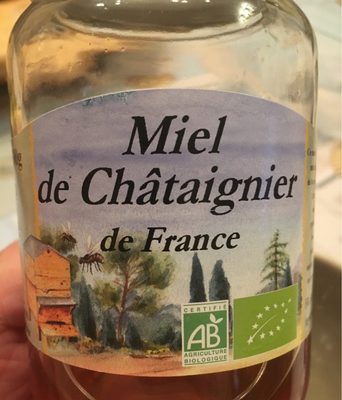 Miel
de Châtaignier
de France
CERTIFIÉ
AB
AGRICULTURE
BIOLOGIQUE